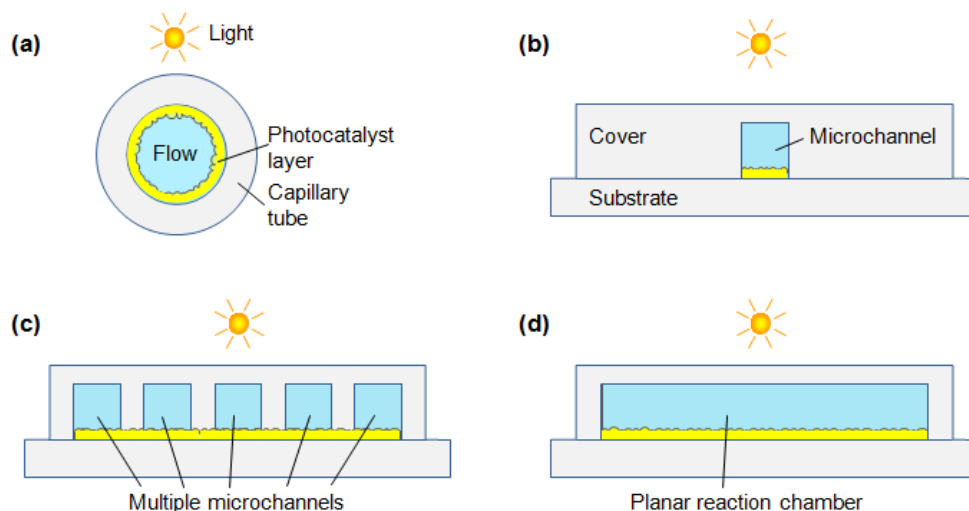 (a)
Light
Flow
Photocatalyst
layer
Capillary
tube
(b)
Cover
Microchannel
Substrate
(c)
Multiple microchannels
(d)
Planar reaction chamber